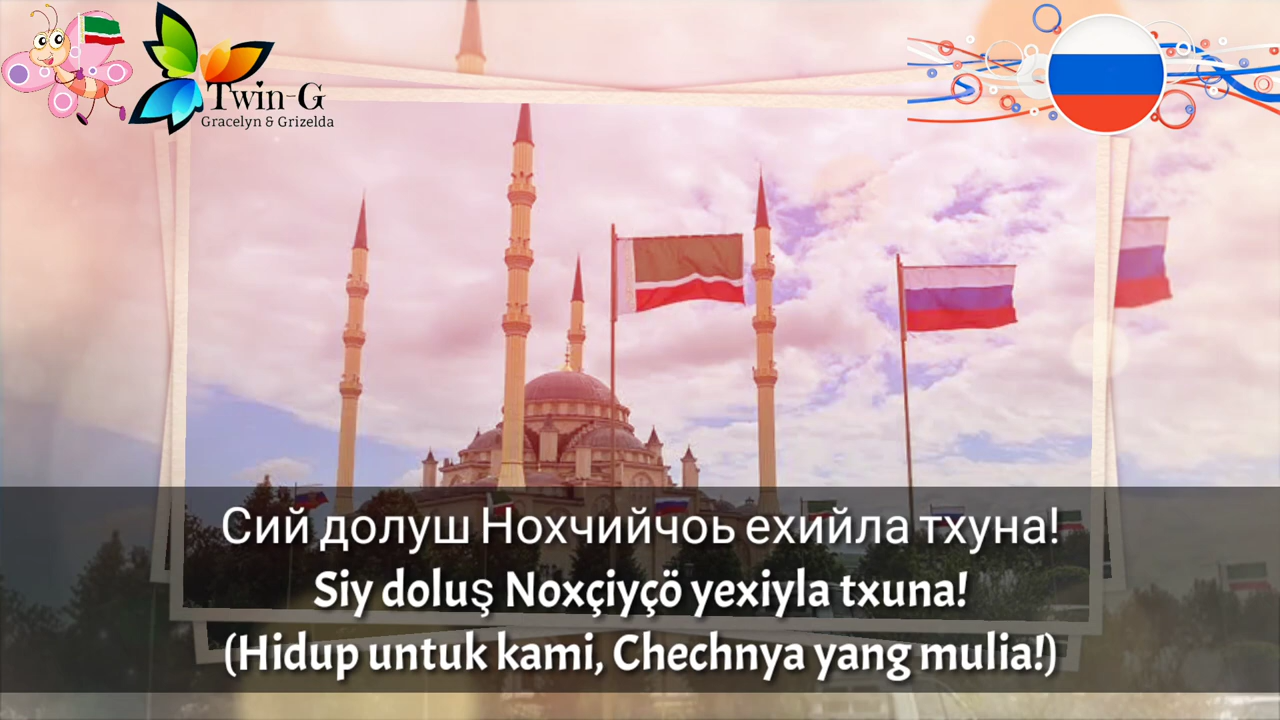 Twin-G
Gracelyn & Grizelda
Сий долуш Нохчийчоь ехийла тхуна!
Siy doluş Noxçiyçö yexiyla txuna!
(Hidup untuk kami, Chechnya yang mulia!)